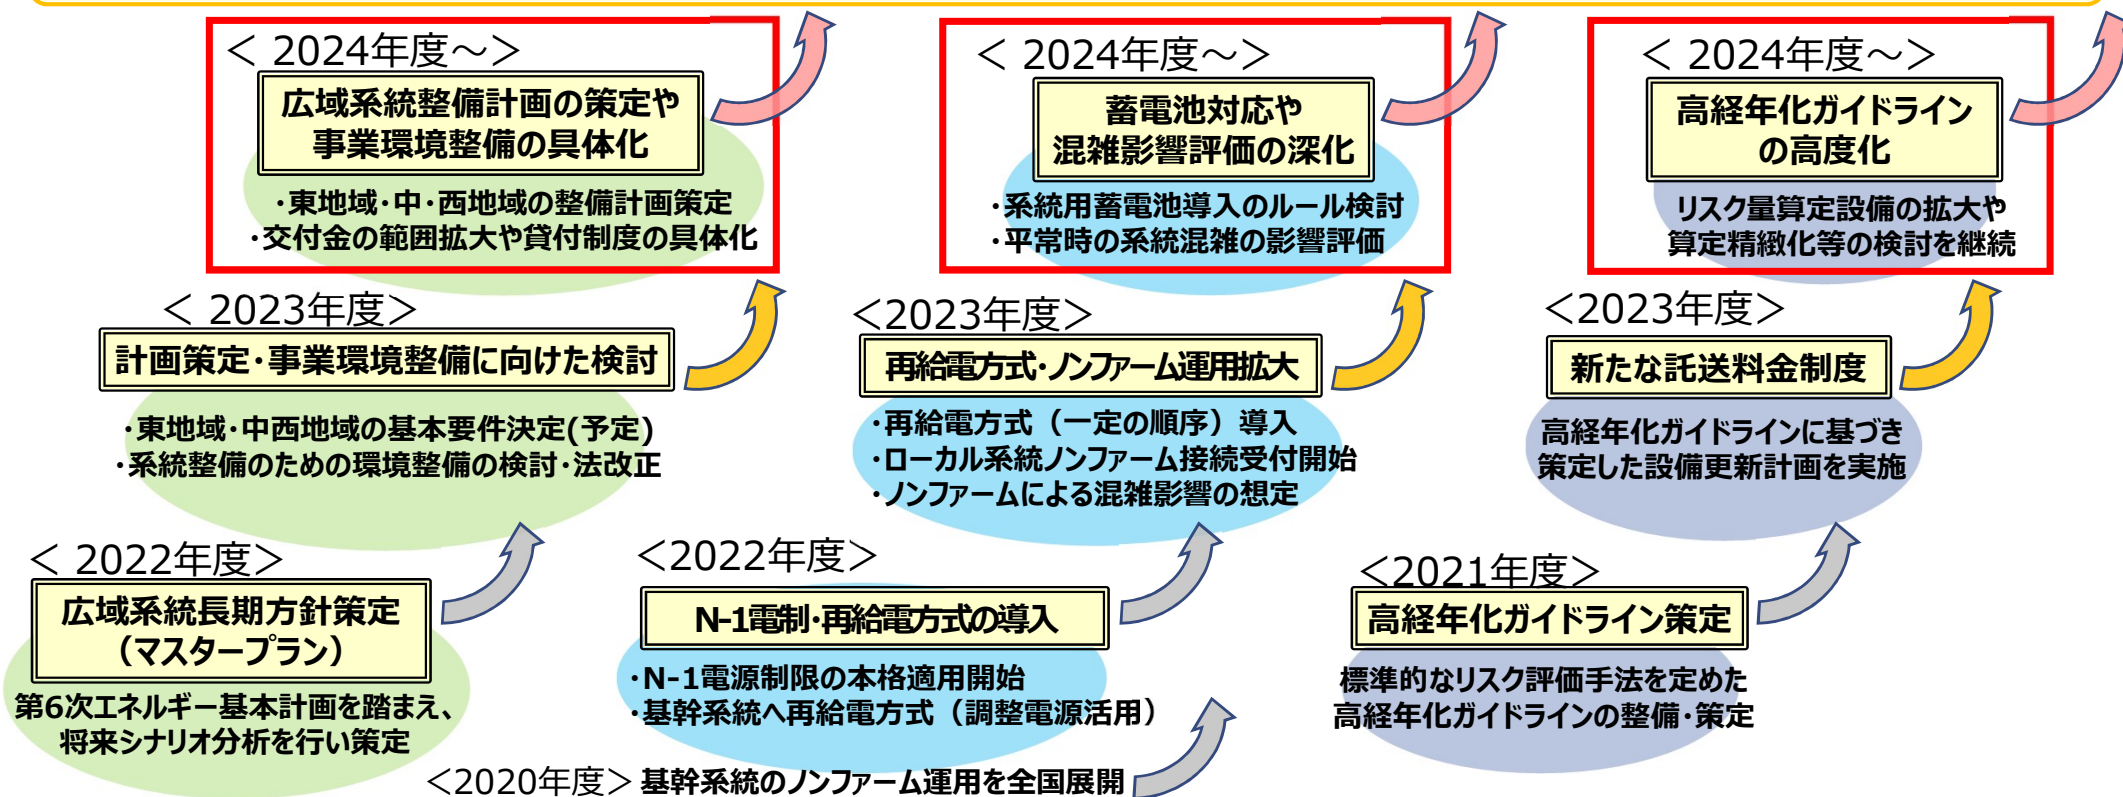 ＜ 2024年度～＞
広域系統整備計画の策定や
事業環境整備の具体化
・東地域・中・西地域の整備計画策定
・交付金の範囲拡大や貸付制度の具体化
＜ 2023年度＞
計画策定・事業環境整備に向けた検討
・東地域・中西地域の基本要件決定(予定)
・系統整備のための環境整備の検討・法改正
＜ 2022年度＞
広域系統長期方針策定
（マスタープラン）
第6次エネルギー基本計画を踏まえ、
将来シナリオ分析を行い策定
＜ 2024年度～＞
蓄電池対応や
混雑影響評価の深化
・系統用蓄電池導入のルール検討
・平常時の系統混雑の影響評価
＜2023年度＞
再給電方式・ノンファーム運用拡大
・再給電方式（一定の順序）導入
・ローカル系統ノンファーム接続受付開始
・ノンファームによる混雑影響の想定
＜2022年度＞
N-1電制・再給電方式の導入
・N-1電源制限の本格適用開始
・基幹系統へ再給電方式（調整電源活用）
＜2020年度＞ 基幹系統のノンファーム運用を全国展開
＜ 2024年度～＞
高経年化ガイドライン
の高度化
リスク量算定設備の拡大や
算定精緻化等の検討を継続
＜2023年度＞
新たな託送料金制度
高経年化ガイドラインに基づき
策定した設備更新計画を実施
＜2021年度＞
高経年化ガイドライン策定
標準的なリスク評価手法を定めた
高経年化ガイドラインの整備・策定